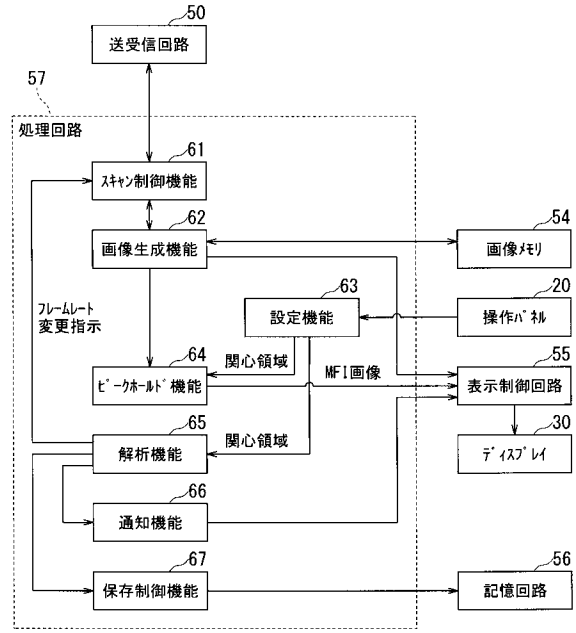 50
送受信回路
57
処理回路
61
スキャン制御機能
62
画像生成機能
54
画像メモリ
63
設定機能
20
操作パネル
フレームレート
変更指示
64
関心領域
MFI画像
55
ピークホールド機能
表示制御回路
65
関心領域
30
解析機能
ディスプレイ
66
通知機能
67
保存制御機能
56
記憶回路